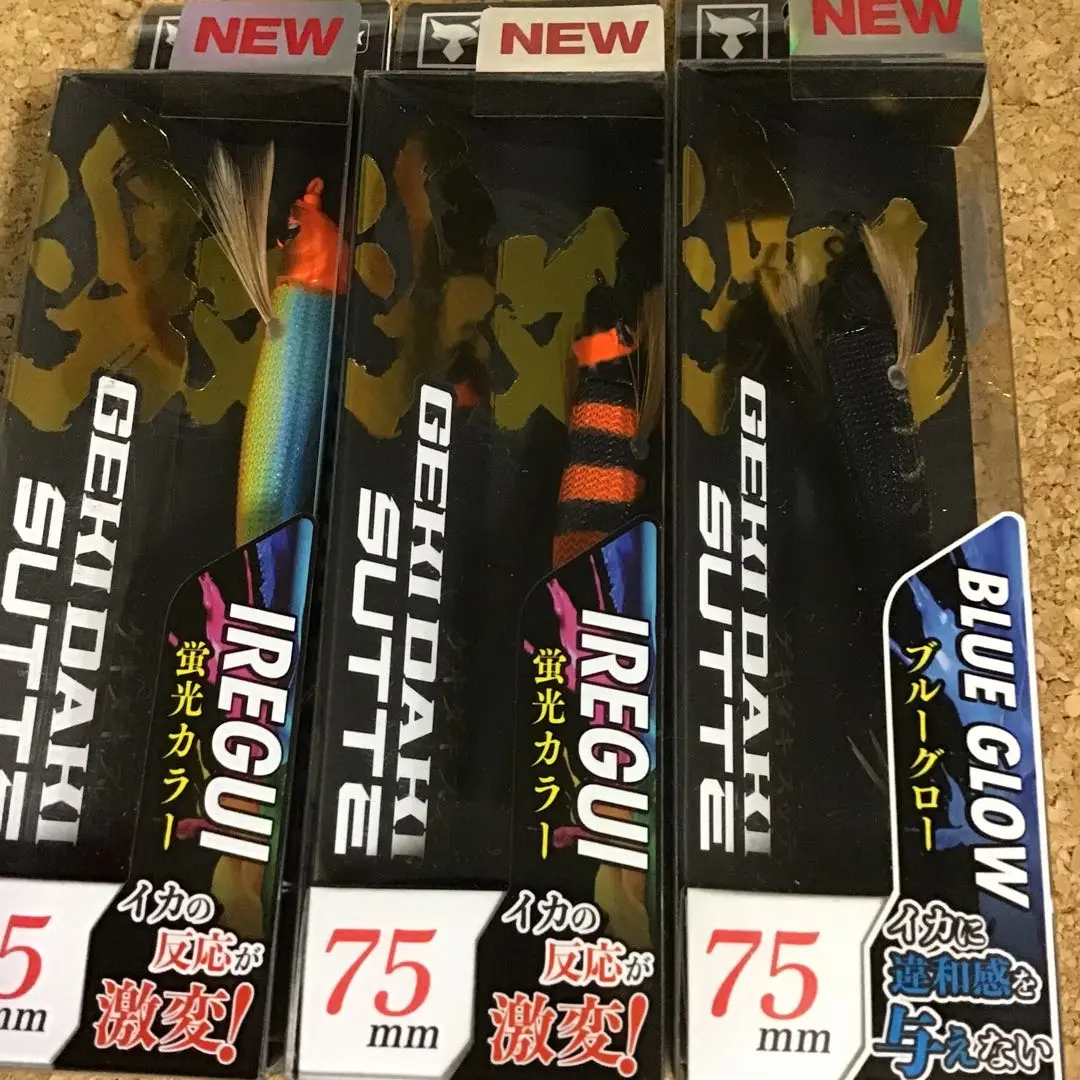 NEW
GEKIDAKI
SUTTE
IREGUI
蛍光カラー
5
mm
イカの
反応が
激変!
NEW
GEKIDAKI
SUTTE
IREGUI
蛍光カラー
75
mm
イカの
反応が
激変!
NEW
GEKIDAKI
SUTTE
BLUE GLOW
ブルーグロー
75
mm
イカに
違和感を
与えない